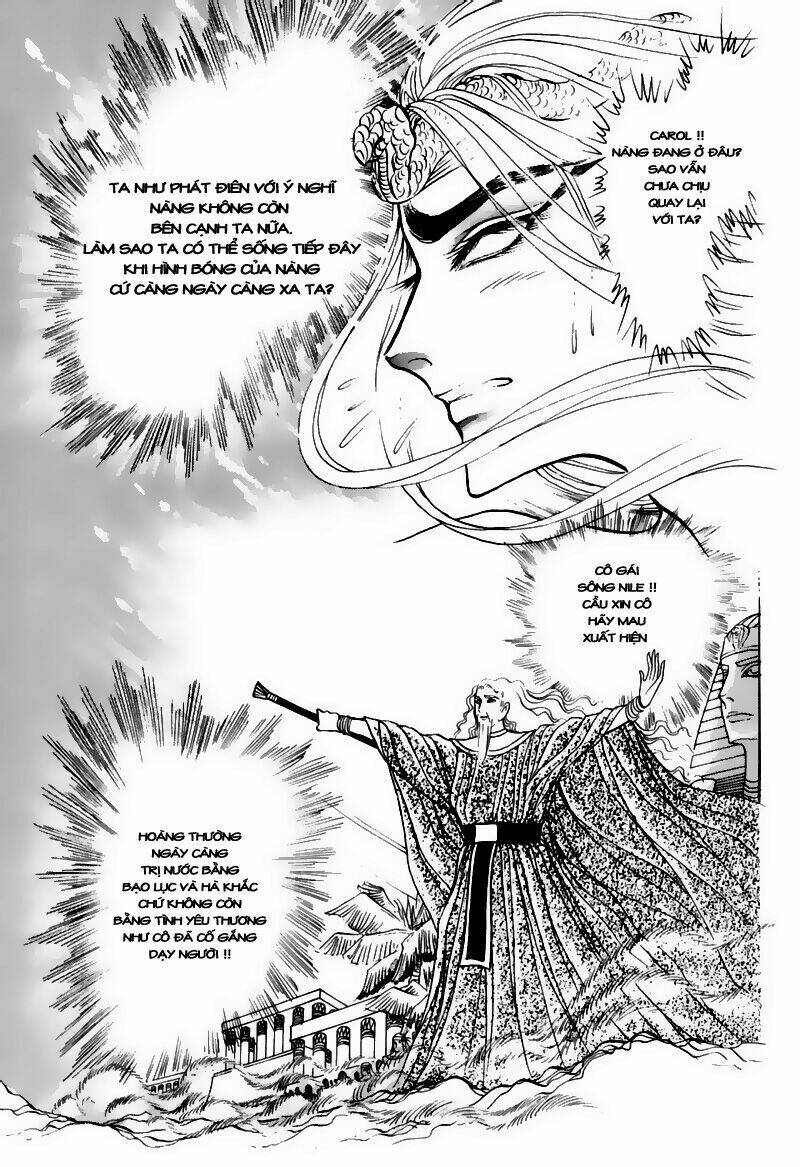 CAROL !!
NÀNG ĐANG Ở ĐÂU?
SAO VẪN
CHƯA CHỊU
QUAY LẠI
VỚI TA?
TA NHƯ PHÁT ĐIÊN VỚI Ý NGHĨ
NÀNG KHÔNG CÒN
BÊN CẠNH TA NỮA.
LÀM SAO TA CÓ THỂ SỐNG TIẾP ĐÂY
KHI HÌNH BÓNG CỦA NÀNG
CỨ CÀNG NGÀY CÀNG XA TA?
CÔ GÁI
SÔNG NILE !!
CẦU XIN CÔ
HÃY MAU
XUẤT HIỆN
HOÀNG THƯỢNG
NGÀY CÀNG
TRỊ NƯỚC BẰNG
BẠO LỰC VÀ HÀ KHẮC
CHỨ KHÔNG CÒN
BẰNG TÌNH YÊU THƯƠNG
NHƯ CÔ ĐÃ CỐ GẮNG
DẠY NGƯỜI !!